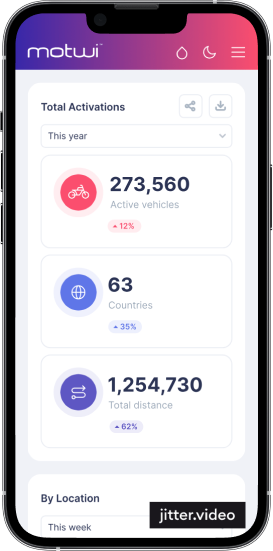 motwi
Total Activations
This year
273,560
Active vehicles
12%
63
Countries
35%
1,254,730
Total distance
62%
By Location
jitter.video
This week